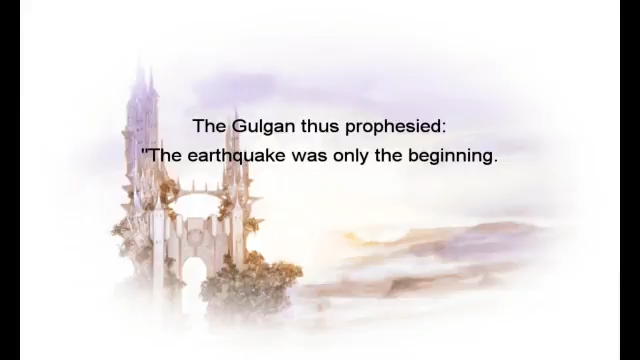 The Gulgan thus prophesied:
"The earthquake was only the beginning.